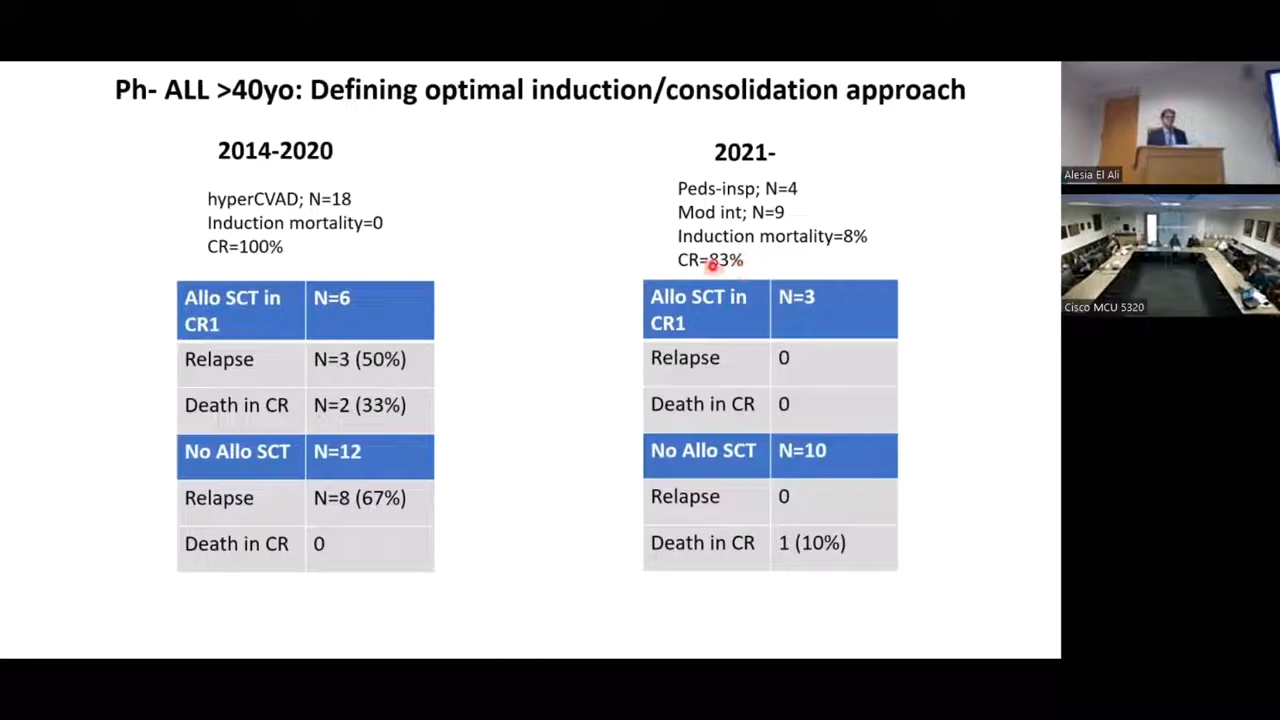 Ph- ALL >40yo: Defining optimal induction/consolidation approach
2014-2020
hyperCVAD; N=18
Induction mortality=0
CR=100%
Allo SCT in CR1 N=6
Relapse N=3 (50%)
Death in CR N=2 (33%)
No Allo SCT N=12
Relapse N=8 (67%)
Death in CR 0
2021-
Peds-insp; N=4
Mod int; N=9
Induction mortality=8%
CR=83%
Allo SCT in CR1 N=3
Relapse 0
Death in CR 0
No Allo SCT N=10
Relapse 0
Death in CR 1 (10%)
Alesia El Ali
Cisco MCU 5320